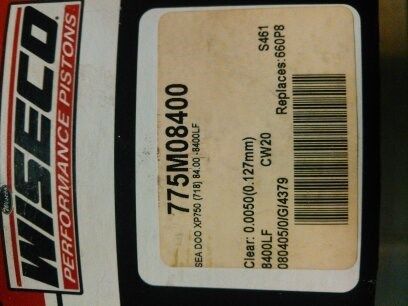 WISECO
PERFORMANCE PISTONS
775M08400
SEA DOO XP750 (718) 84.00 -8400LF
Clear: 0.0050(0.127mm) S461
8400LF CW20 Replaces:660P8
080405/0/G/4379